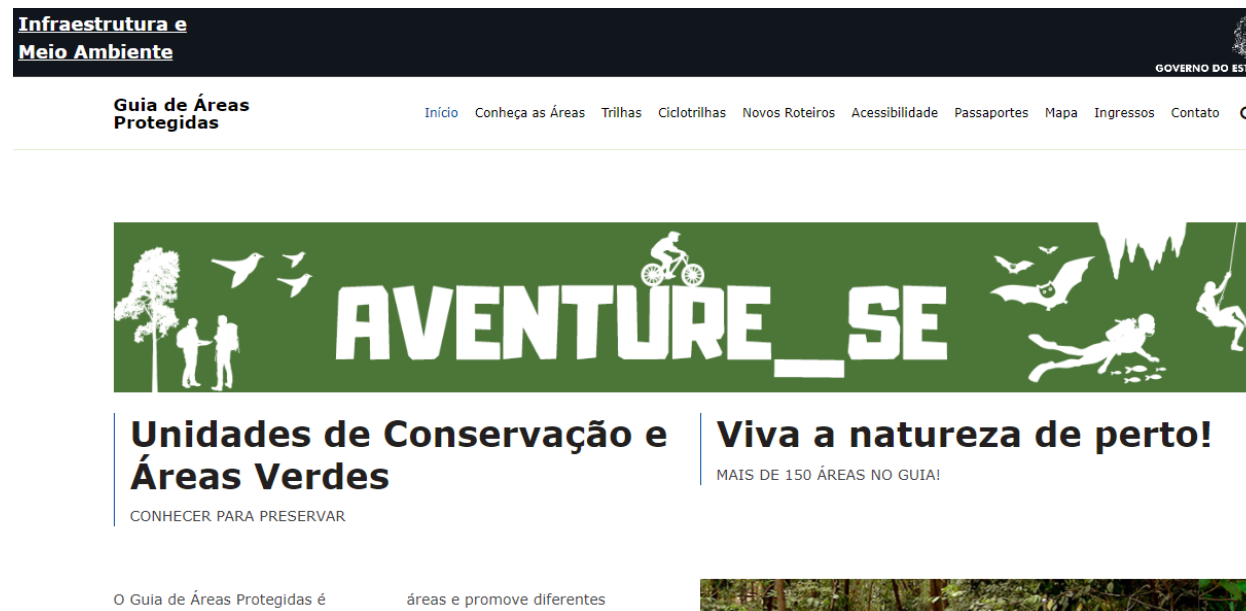 Infraestrutura e
Meio Ambiente
GOVERNO DO
Guia de Áreas
Protegidas
Início Conheça as Áreas Trilhas Ciclotrilhas Novos Roteiros Acessibilidade Passaportes Mapa Ingressos Contato
AVENTURE_SE
Unidades de Conservação e
Áreas Verdes
CONHECER PARA PRESERVAR
Viva a natureza de perto!
MAIS DE 150 ÁREAS NO GUIA!
O Guia de Áreas Protegidas é
áreas e promove diferentes